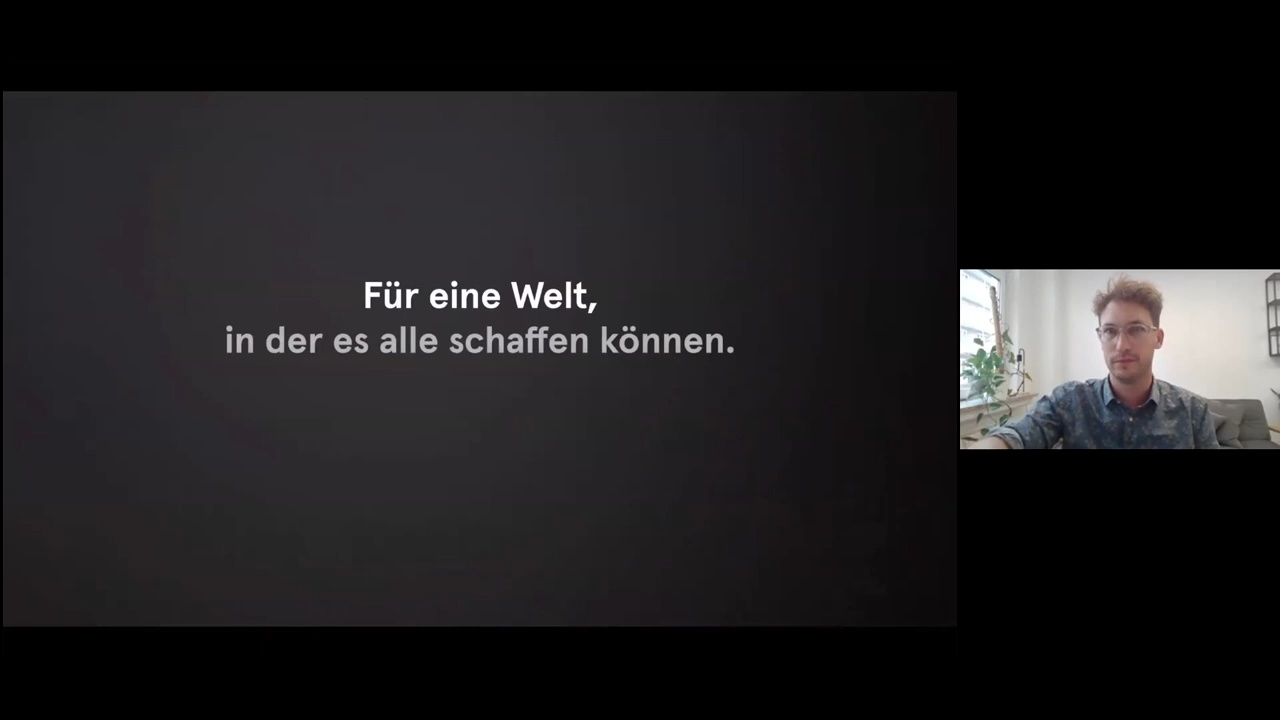 Für eine Welt,
in der es alle schaffen können.